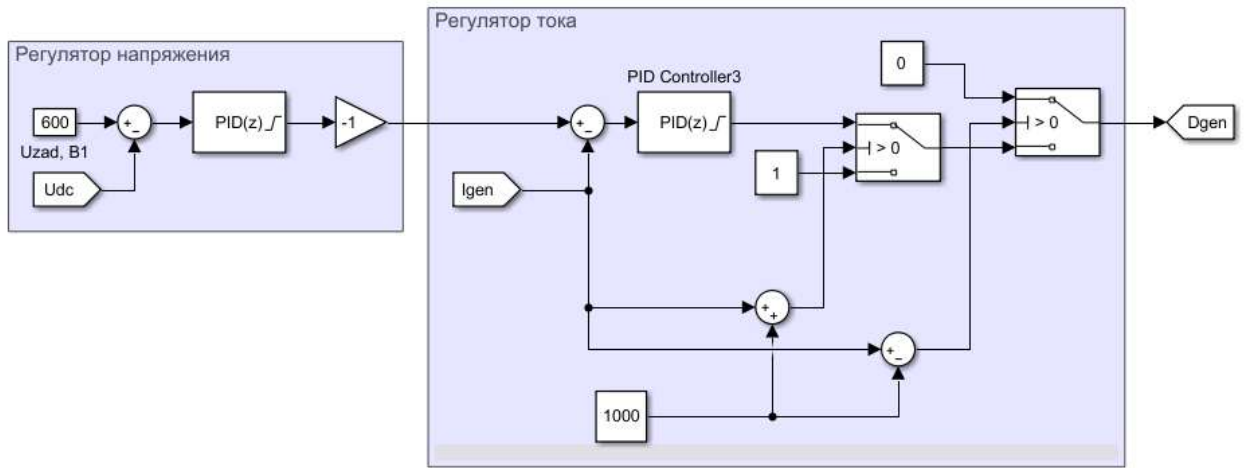 Регулятор напряжения
600
+
-
Uzad, B1
Udc
PID(z)
-1
Регулятор тока
Igen
+
-
PID Controller3
PID(z)
0
1
> 0
> 0
Dgen
+
+
+
-
1000